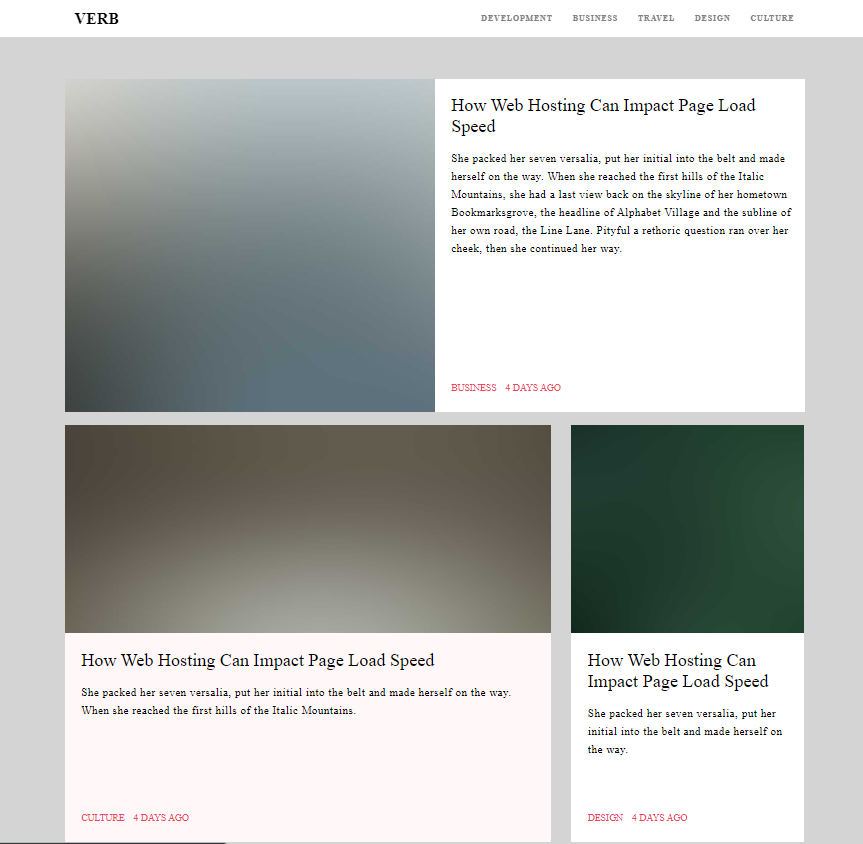 VERB
DEVELOPMENT BUSINESS TRAVEL DESIGN CULTURE
How Web Hosting Can Impact Page Load
Speed
She packed her seven versalia, put her initial into the belt and made
herself on the way. When she reached the first hills of the Italic
Mountains, she had a last view back on the skyline of her hometown
Bookmarksgrove, the headline of Alphabet Village and the subline of
her own road, the Line Lane. Pityful a rethoric question ran over her
cheek, then she continued her way.
BUSINESS 4 DAYS AGO
How Web Hosting Can Impact Page Load Speed
She packed her seven versalia, put her initial into the belt and made herself on the way.
When she reached the first hills of the Italic Mountains.
CULTURE 4 DAYS AGO
How Web Hosting Can
Impact Page Load Speed
She packed her seven versalia, put her
initial into the belt and made herself on
the way.
DESIGN 4 DAYS AGO